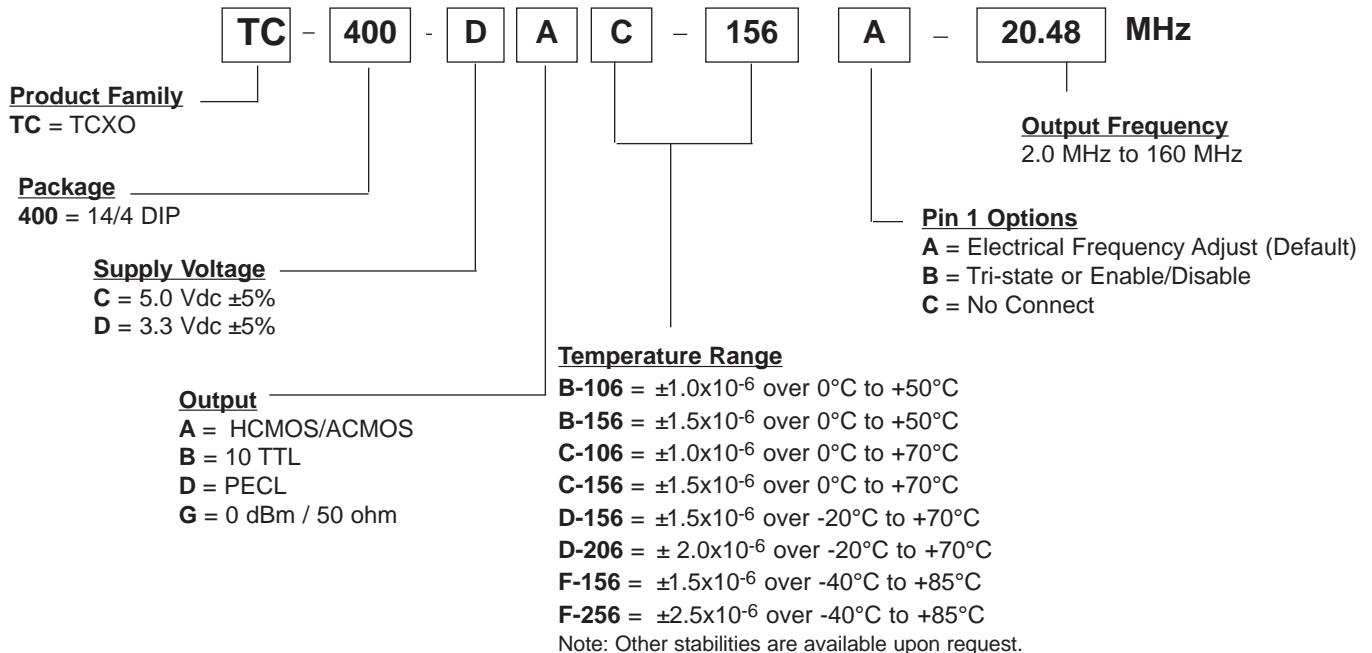 TC – 400 - D A C – 156 A – 20.48 MHz
Product Family
TC = TCXO
Package
400 = 14/4 DIP
Supply Voltage
C = 5.0 Vdc ±5%
D = 3.3 Vdc ±5%
Output
A = HCMOS/ACMOS
B = 10 TTL
D = PECL
G = 0 dBm / 50 ohm
Temperature Range
B-106 = ±1.0x10-6 over 0°C to +50°C
B-156 = ±1.5x10-6 over 0°C to +50°C
C-106 = ±1.0x10-6 over 0°C to +70°C
C-156 = ±1.5x10-6 over 0°C to +70°C
D-156 = ±1.5x10-6 over -20°C to +70°C
D-206 = ± 2.0x10-6 over -20°C to +70°C
F-156 = ±1.5x10-6 over -40°C to +85°C
F-256 = ±2.5x10-6 over -40°C to +85°C
Note: Other stabilities are available upon request.
Pin 1 Options
A = Electrical Frequency Adjust (Default)
B = Tri-state or Enable/Disable
C = No Connect
Output Frequency
2.0 MHz to 160 MHz